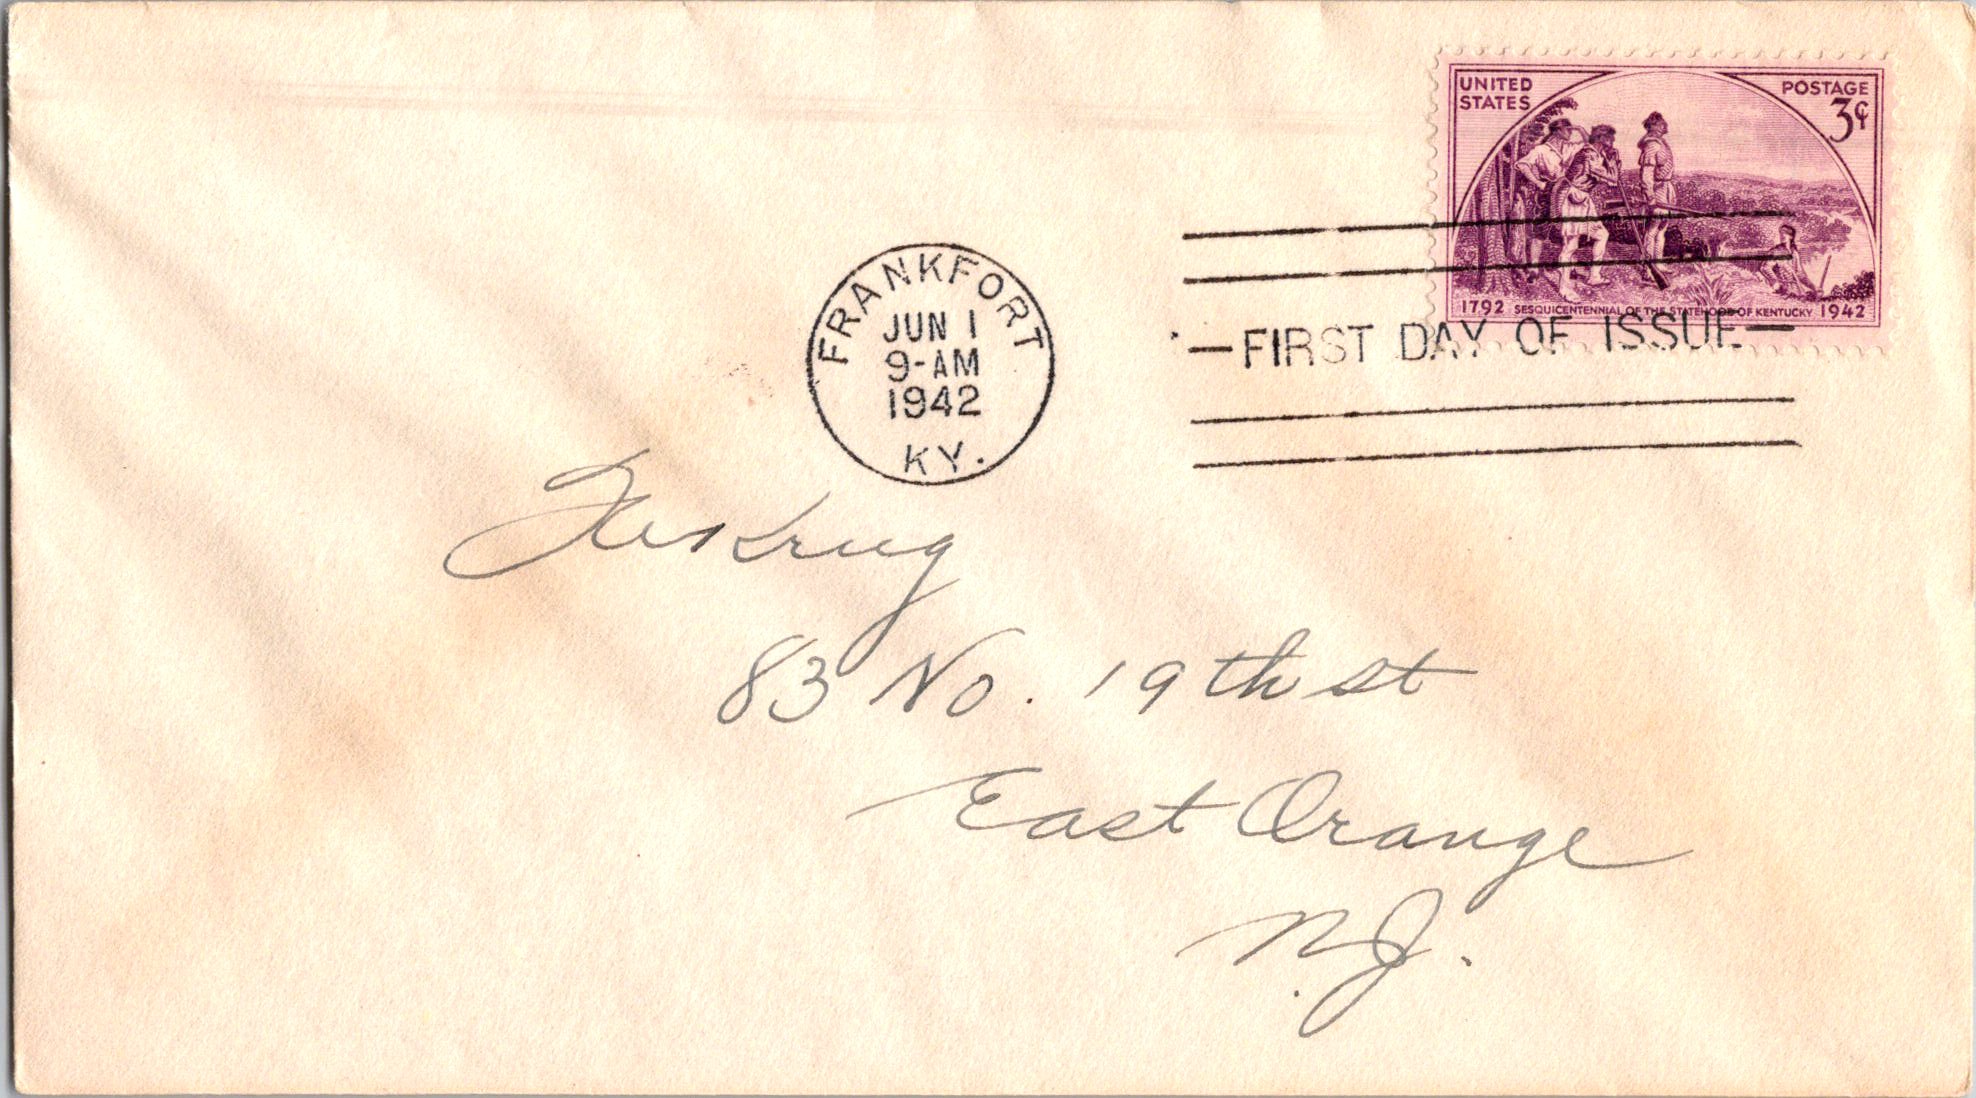 UNITED STATES
POSTAGE
3¢
1792 SESQUICENTENNIAL OF THE STATEHOOD OF KENTUCKY 1942
FRANKFORT
JUN 1
9-AM
1942
KY.
—FIRST DAY OF ISSUE—
83 No. 19th st
East Orange
N.J.